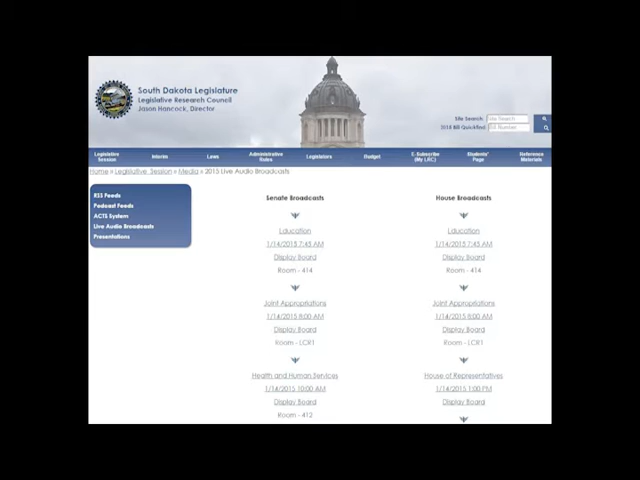 South Dakota Legislature
Legislative Research Council
Jason Hancock, Director
Site Search
Site Search
2015 Bill Quickfind
Bill Number
Legislative Session
Interim
Laws
Administrative Rules
Legislators
Budget
E-Subscribe (My LRC)
Students' Page
Reference Materials
Home » Legislative Session » Media » 2015 Live Audio Broadcasts
RSS Feeds
Podcast Feeds
ACTS System
Live Audio Broadcasts
Presentations
Senate Broadcasts
Education
1/14/2015 7:45 AM
Display Board
Room - 414
Joint Appropriations
1/14/2015 8:00 AM
Display Board
Room - LCR1
Health and Human Services
1/14/2015 10:00 AM
Display Board
Room - 412
House Broadcasts
Education
1/14/2015 7:45 AM
Display Board
Room - 414
Joint Appropriations
1/14/2015 8:00 AM
Display Board
Room - LCR1
House of Representatives
1/14/2015 1:00 PM
Display Board